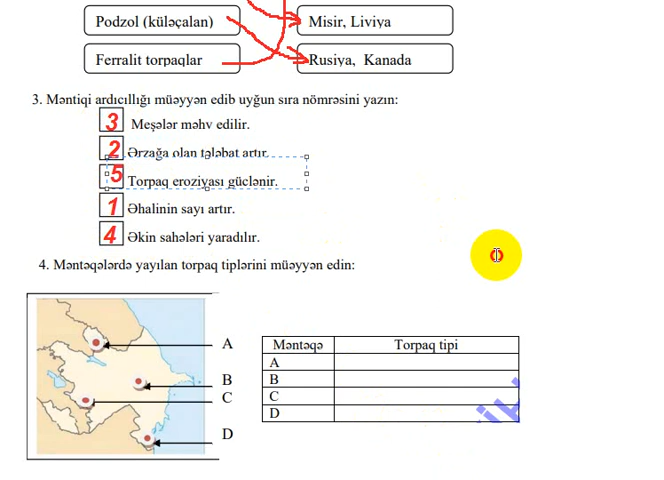 Podzol (küləçalan)
Misir, Liviya
Ferralit torpaqlar
Rusiya, Kanada
3. Məntiqi ardıcıllığı müəyyən edib uyğun sıra nömrəsini yazın:
3 Meşələr məhv edilir.
2 Ərzağa olan tələbat artır.
5 Torpaq eroziyası güclənir.
1 Əhalinin sayı artır.
4 Əkin sahələri yaradılır.
4. Məntəqələrdə yayılan torpaq tiplərini müəyyən edin:
A
B
C
D
Məntəqə Torpaq tipi
A
B
C
D